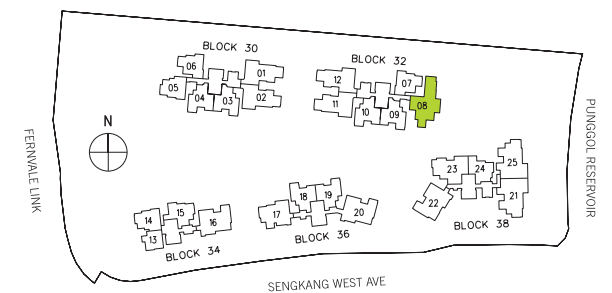 BLOCK 30
BLOCK 32
06
01
05
04
03
02
12
07
11
10
09
08
N
FERNVALE LINK
PUNGGOL RESERVOIR
23
24
25
22
21
BLOCK 38
14
15
16
13
BLOCK 34
18
19
17
20
BLOCK 36
SENGKANG WEST AVE